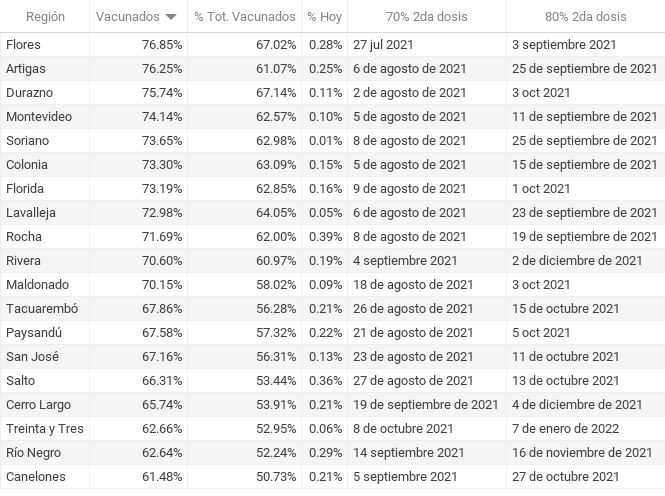 Región Vacunados % Tot. Vacunados % Hoy 70% 2da dosis 80% 2da dosis
Flores 76.85% 67.02% 0.28% 27 jul 2021 3 septiembre 2021
Artigas 76.25% 61.07% 0.25% 6 de agosto de 2021 25 de septiembre de 2021
Durazno 75.74% 67.14% 0.11% 2 de agosto de 2021 3 oct 2021
Montevideo 74.14% 62.57% 0.10% 5 de agosto de 2021 11 de septiembre de 2021
Soriano 73.65% 62.98% 0.01% 8 de agosto de 2021 25 de septiembre de 2021
Colonia 73.30% 63.09% 0.15% 5 de agosto de 2021 15 de septiembre de 2021
Florida 73.19% 62.85% 0.16% 9 de agosto de 2021 1 oct 2021
Lavalleja 72.98% 64.05% 0.05% 6 de agosto de 2021 23 de septiembre de 2021
Rocha 71.69% 62.00% 0.39% 8 de agosto de 2021 19 de septiembre de 2021
Rivera 70.60% 60.97% 0.19% 4 septiembre 2021 2 de diciembre de 2021
Maldonado 70.15% 58.02% 0.09% 18 de agosto de 2021 3 oct 2021
Tacuarembó 67.86% 56.28% 0.21% 26 de agosto de 2021 15 de octubre 2021
Paysandú 67.58% 57.32% 0.22% 21 de agosto de 2021 5 oct 2021
San José 67.16% 56.31% 0.13% 23 de agosto de 2021 11 de octubre 2021
Salto 66.31% 53.44% 0.36% 27 de agosto de 2021 13 de octubre 2021
Cerro Largo 65.74% 53.91% 0.21% 19 de septiembre de 2021 4 de diciembre de 2021
Treinta y Tres 62.66% 52.95% 0.06% 8 de octubre 2021 7 de enero de 2022
Río Negro 62.64% 52.24% 0.29% 14 septiembre 2021 16 de noviembre de 2021
Canelones 61.48% 50.73% 0.21% 5 septiembre 2021 27 de octubre 2021